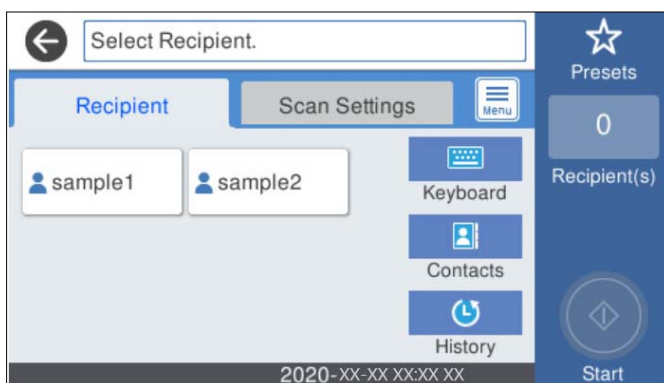 Select Recipient.
Presets
Recipient
Scan Settings
Menu
0
Recipient(s)
sample1
sample2
Keyboard
Contacts
History
2020-XX-XX XX:XX XX
Start